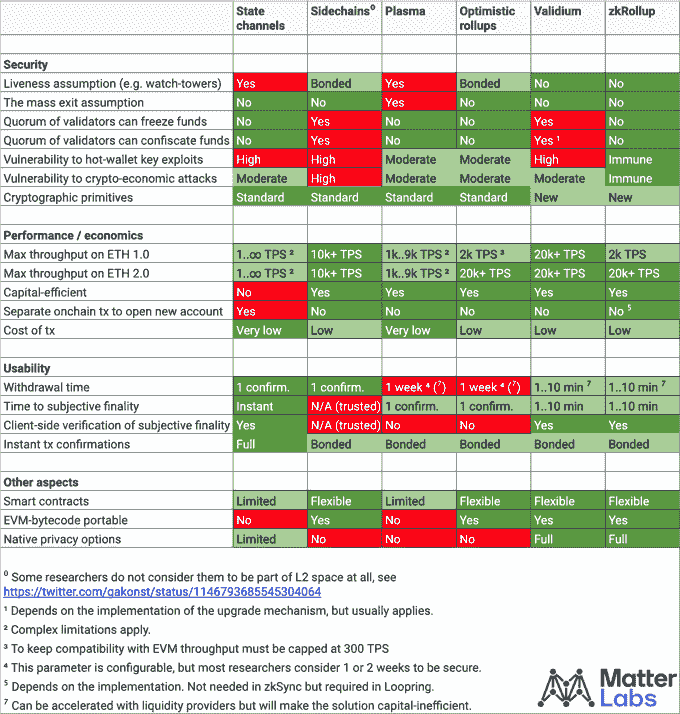 State channels Sidechains⁰ Plasma Optimistic rollups Validium zkRollup
Security
Liveness assumption (e.g. watch-towers) Yes Bonded Yes Bonded No No
The mass exit assumption No No Yes No No No
Quorum of validators can freeze funds No Yes No No Yes No
Quorum of validators can confiscate funds No Yes No No Yes ¹ No
Vulnerability to hot-wallet key exploits High High Moderate Moderate High Immune
Vulnerability to crypto-economic attacks Moderate High Moderate Moderate Moderate Immune
Cryptographic primitives Standard Standard Standard Standard New New
Performance / economics
Max throughput on ETH 1.0 1..∞ TPS ² 10k+ TPS 1k..9k TPS ² 2k TPS ³ 20k+ TPS 2k TPS
Max throughput on ETH 2.0 1..∞ TPS ² 10k+ TPS 1k..9k TPS ² 20k+ TPS 20k+ TPS 20k+ TPS
Capital-efficient No Yes Yes Yes Yes Yes
Separate onchain tx to open new account Yes No No No No No ⁵
Cost of tx Very low Low Very low Low Low Low
Usability
Withdrawal time 1 confirm. 1 confirm. 1 week ⁴ (⁷) 1 week ⁴ (⁷) 1..10 min ⁷ 1..10 min ⁷
Time to subjective finality Instant N/A (trusted) 1 confirm. 1 confirm. 1..10 min 1..10 min
Client-side verification of subjective finality Yes N/A (trusted) No No Yes Yes
Instant tx confirmations Full Bonded Bonded Bonded Bonded Bonded
Other aspects
Smart contracts Limited Flexible Limited Flexible Flexible Flexible
EVM-bytecode portable No Yes No Yes Yes Yes
Native privacy options Limited No No No Full Full
⁰ Some researchers do not consider them to be part of L2 space at all, see
https://twitter.com/gakonst/status/1146793685545304064
¹ Depends on the implementation of the upgrade mechanism, but usually applies.
² Complex limitations apply.
³ To keep compatibility with EVM throughput must be capped at 300 TPS
⁴ This parameter is configurable, but most researchers consider 1 or 2 weeks to be secure.
⁵ Depends on the implementation. Not needed in zkSync but required in Loopring.
⁷ Can be accelerated with liquidity providers but will make the solution capital-inefficient.
Matter
Labs